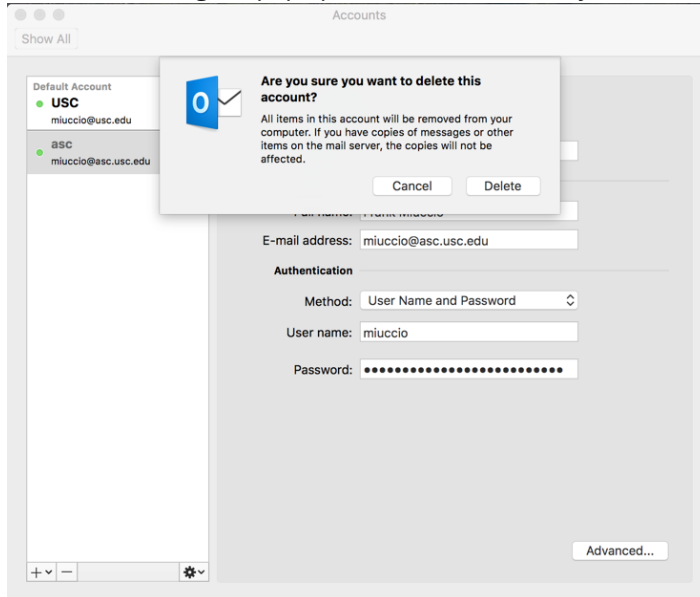 Accounts
Show All
Default Account
USC
miuccio@usc.edu
asc
miuccio@asc.usc.edu
Are you sure you want to delete this
account?
All items in this account will be removed from your
computer. If you have copies of messages or other
items on the mail server, the copies will not be
affected.
Cancel Delete
E-mail address: miuccio@asc.usc.edu
Authentication
Method: User Name and Password
User name: miuccio
Password: ••••••••••••••••••••••••••
Advanced...